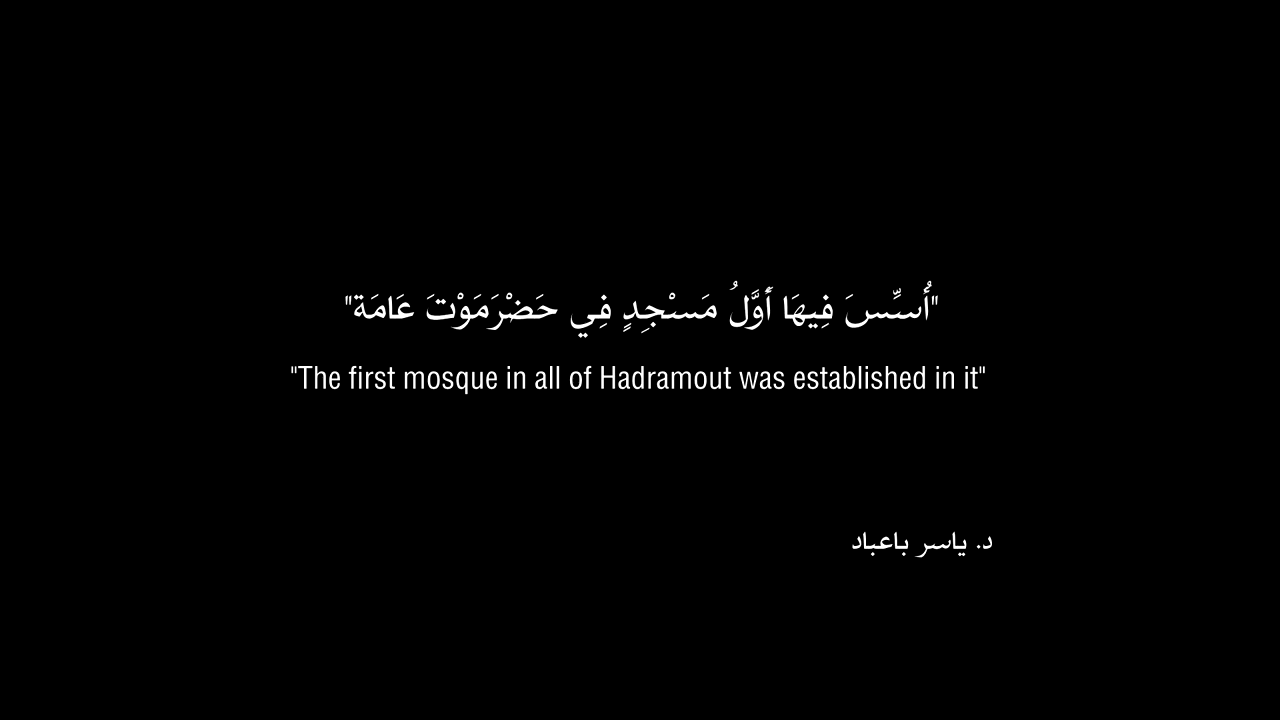 "أُسِّسَ فِيهَا أَوَّلُ مَسْجِدٍ فِي حَضْرَمَوْتَ عَامَة"
"The first mosque in all of Hadramout was established in it"
د. ياسر باعباد